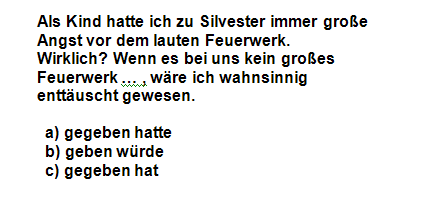 Als Kind hatte ich zu Silvester immer große
Angst vor dem lauten Feuerwerk.
Wirklich? Wenn es bei uns kein großes
Feuerwerk ... , wäre ich wahnsinnig
enttäuscht gewesen.
a) gegeben hatte
b) geben würde
c) gegeben hat